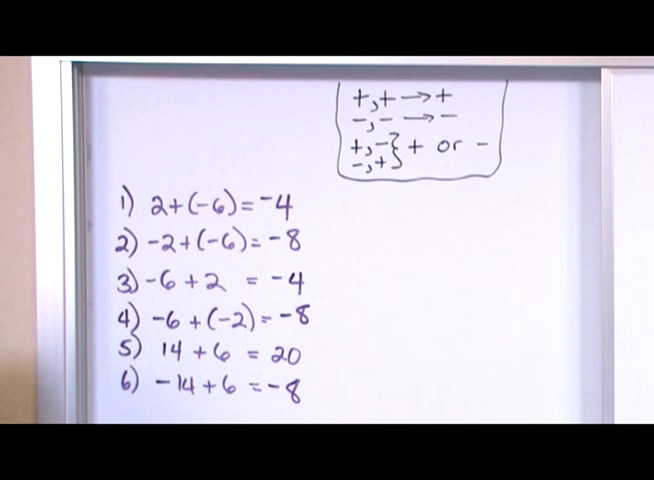 +,+ → +
-,- → -
+,- } + or -
-,+
1) 2+(-6)=-4
2) -2+(-6)=-8
3) -6+2 = -4
4) -6+(-2)=-8
5) 14+6 = 20
6) -14+6 =-8